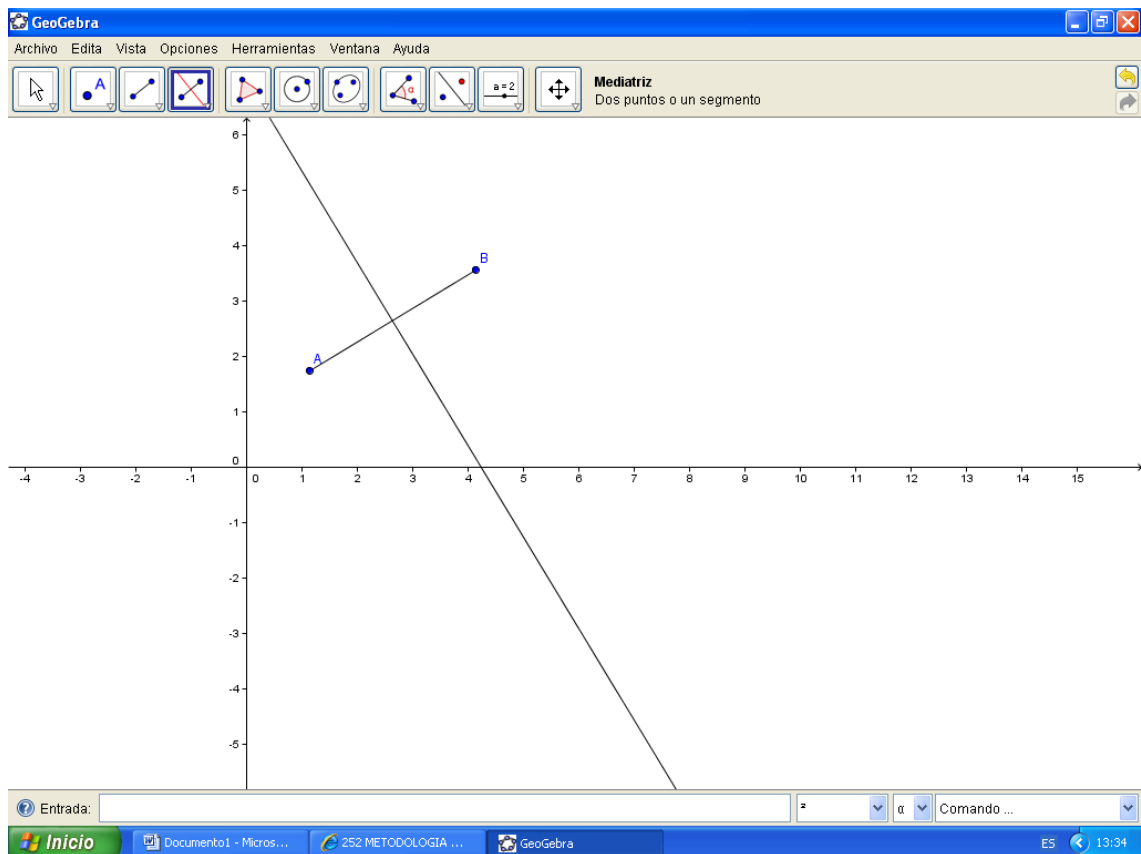 GeoGebra
Archivo Edita Vista Opciones Herramientas Ventana Ayuda
A α a = 2 Mediatriz
Dos puntos o un segmento
6
5
4
3
2
1
0
-1
-2
-3
-4
-5
-4 -3 -2 -1 0 1 2 3 4 5 6 7 8 9 10 11 12 13 14 15
B
A
Entrada: ² α Comando ...
Inicio Documento1 - Micros... 252 METODOLOGIA ... GeoGebra ES 13:34